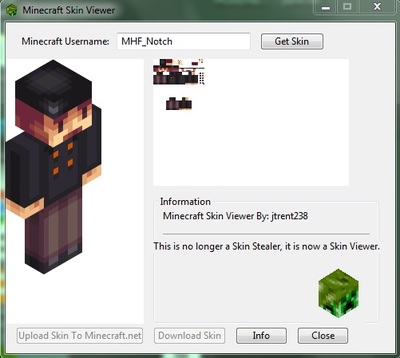 Minecraft Skin Viewer
Minecraft Username: MHF_Notch Get Skin
Information
Minecraft Skin Viewer By: jtrent238
This is no longer a Skin Stealer, it is now a Skin Viewer.
Upload Skin To Minecraft.net Download Skin Info Close